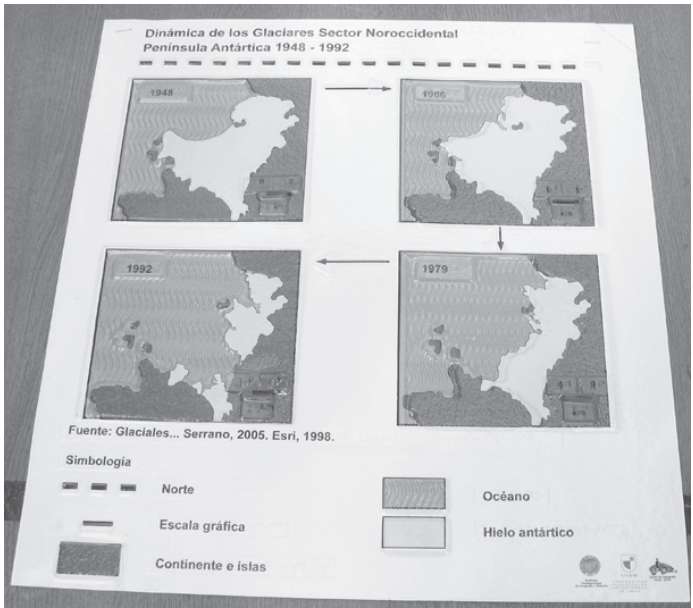 Dinámica de los Glaciares Sector Noroccidental
Península Antártica 1948 - 1992
1948
1966
1992
1979
Fuente: Glaciales... Serrano, 2005. Esri, 1998.
Simbología
Norte
Escala gráfica
Continente e islas
Océano
Hielo antártico